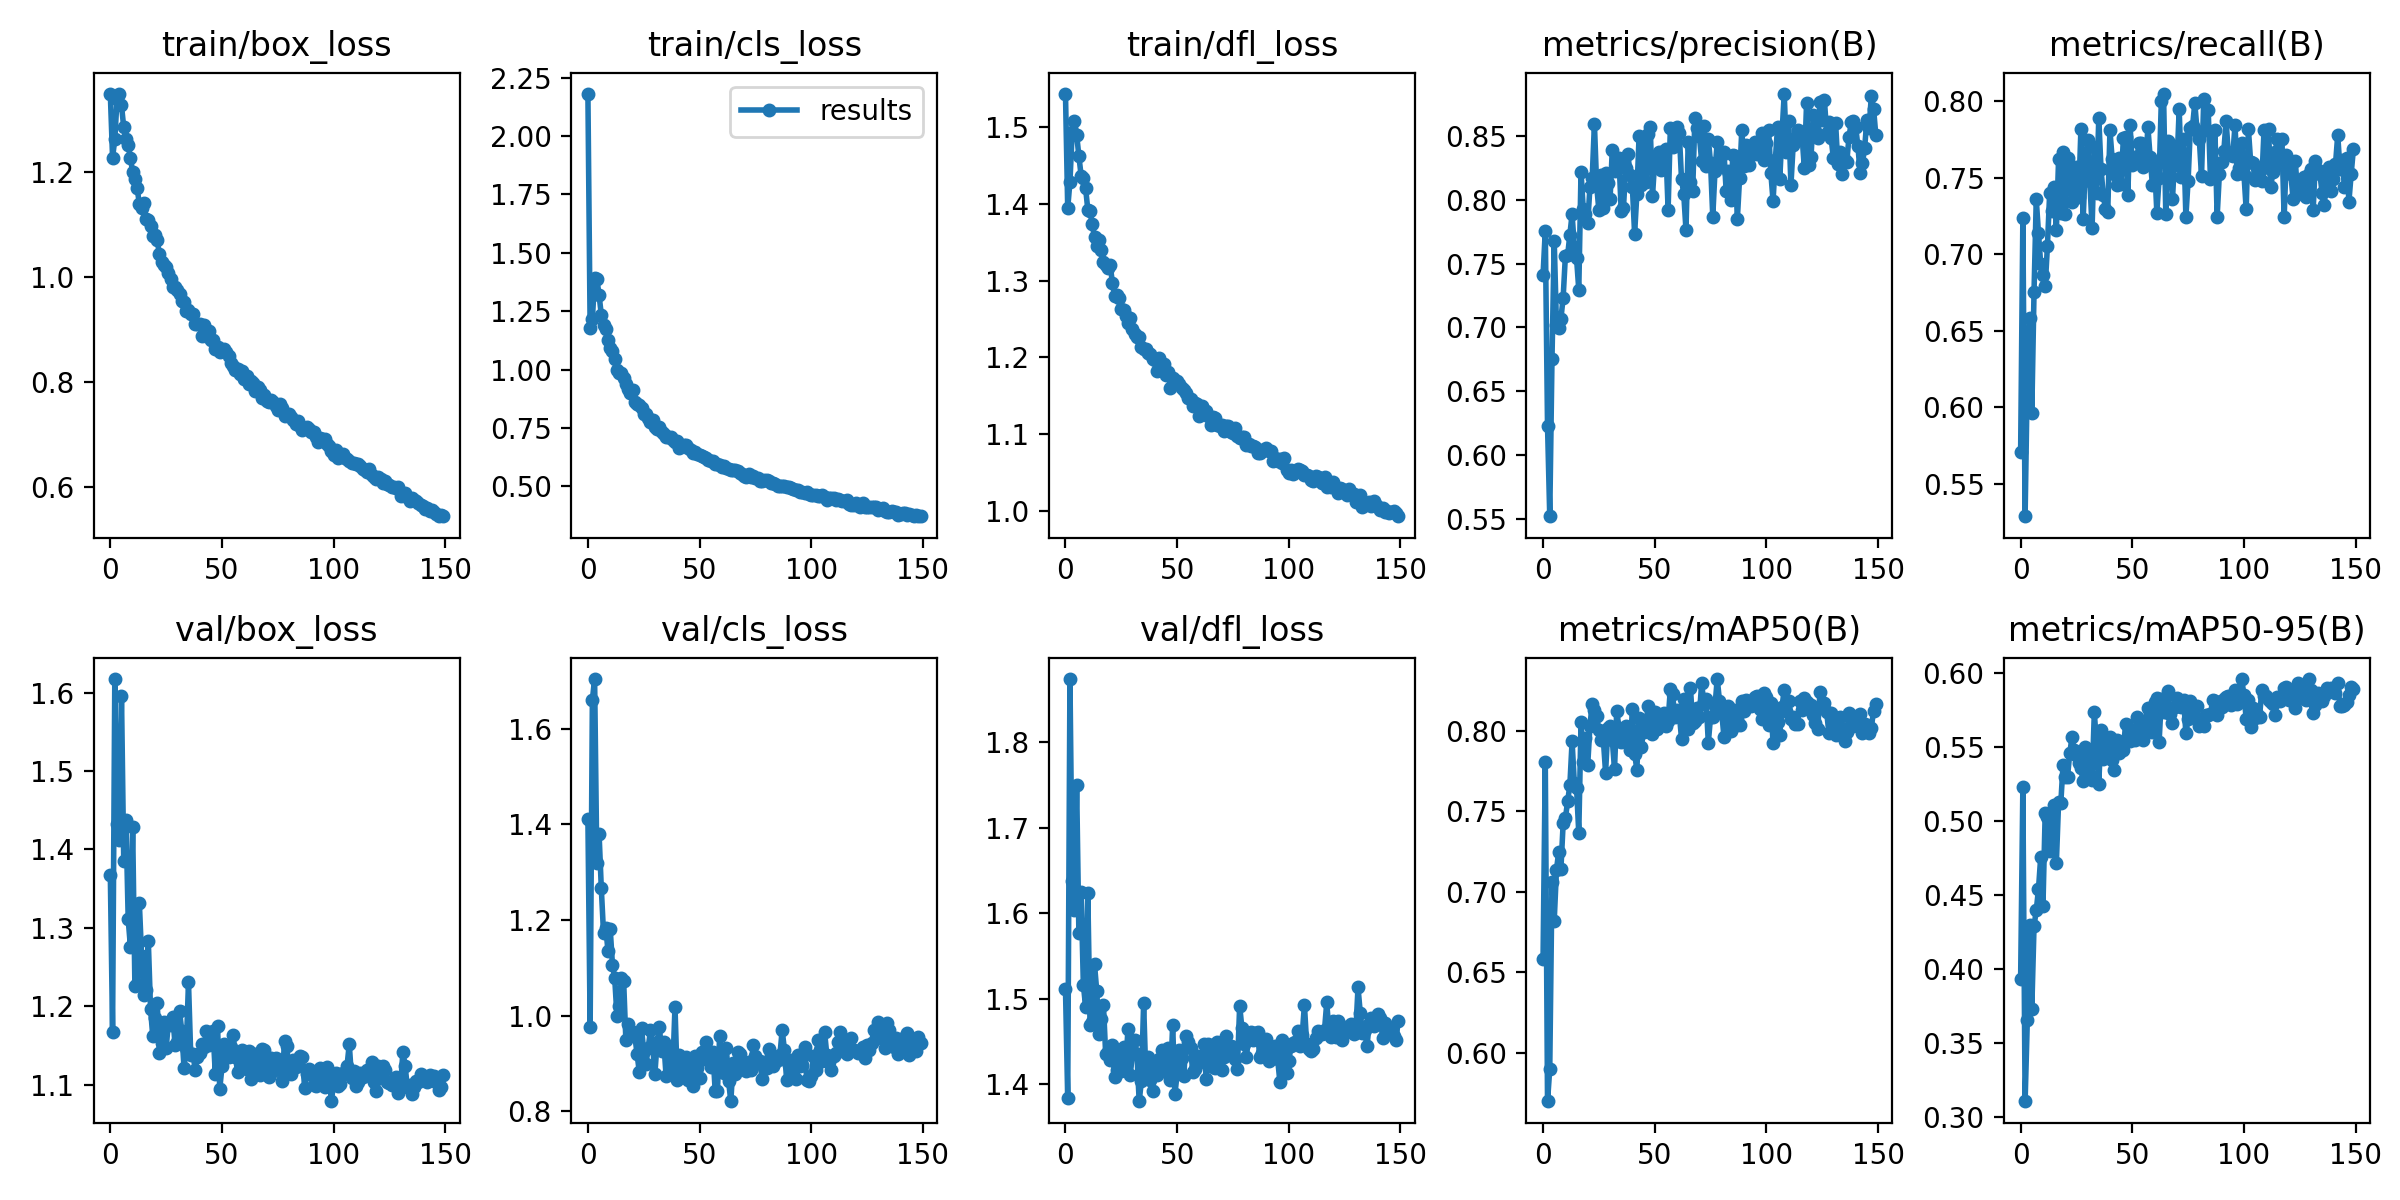 train/box_loss
1.2
1.0
0.8
0.6
0 50 100 150
train/cls_loss
results
2.25
2.00
1.75
1.50
1.25
1.00
0.75
0.50
0 50 100 150
train/dfl_loss
1.5
1.4
1.3
1.2
1.1
1.0
0 50 100 150
metrics/precision(B)
0.85
0.80
0.75
0.70
0.65
0.60
0.55
0 50 100 150
metrics/recall(B)
0.80
0.75
0.70
0.65
0.60
0.55
0 50 100 150
val/box_loss
1.6
1.5
1.4
1.3
1.2
1.1
0 50 100 150
val/cls_loss
1.6
1.4
1.2
1.0
0.8
0 50 100 150
val/dfl_loss
1.8
1.7
1.6
1.5
1.4
0 50 100 150
metrics/mAP50(B)
0.80
0.75
0.70
0.65
0.60
0 50 100 150
metrics/mAP50-95(B)
0.60
0.55
0.50
0.45
0.40
0.35
0.30
0 50 100 150